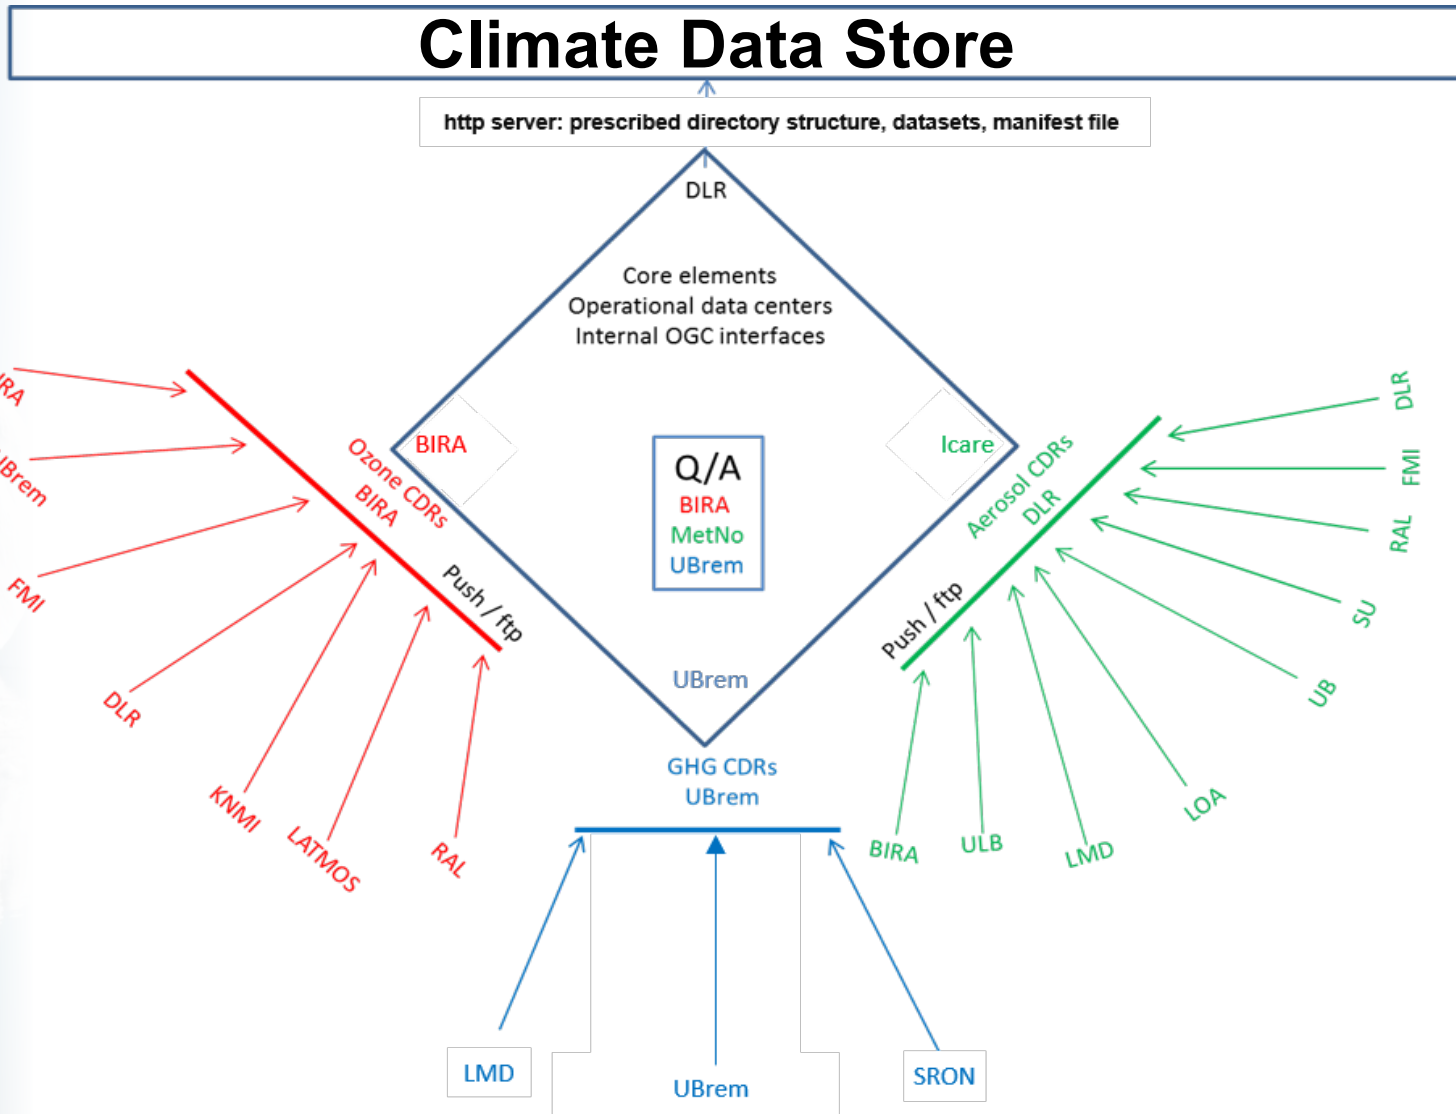 Climate Data Store
http server: prescribed directory structure, datasets, manifest file
DLR
Core elements
Operational data centers
Internal OGC interfaces
BIRA
Icare
Q/A
BIRA
MetNo
UBrem
UBrem
Ozone CDRs
BIRA
Push / ftp
FMI
DLR
KNMI
LATMOS
RAL
Aerosol CDRs
DLR
Push / ftp
DLR
FMI
RAL
SU
UB
LOA
LMD
ULB
BIRA
GHG CDRs
UBrem
LMD
UBrem
SRON